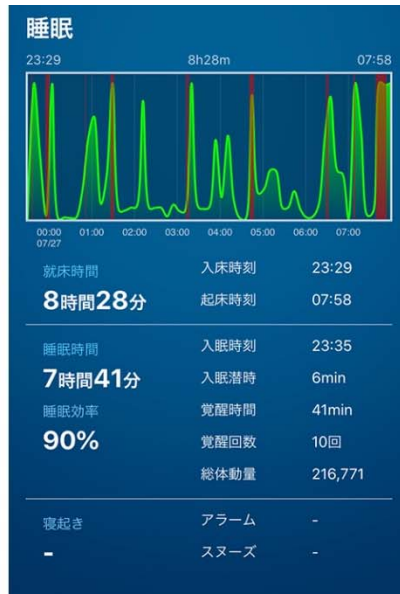 睡眠
23:29 8h28m 07:58
00:00 01:00 02:00 03:00 04:00 05:00 06:00 07:00
07/27
就床時間
8時間28分
入床時刻 23:29
起床時刻 07:58
睡眠時間
7時間41分
睡眠効率
90%
入眠時刻 23:35
入眠潜時 6min
覚醒時間 41min
覚醒回数 10回
総体動量 216,771
寝起き
-
アラーム -
スヌーズ -